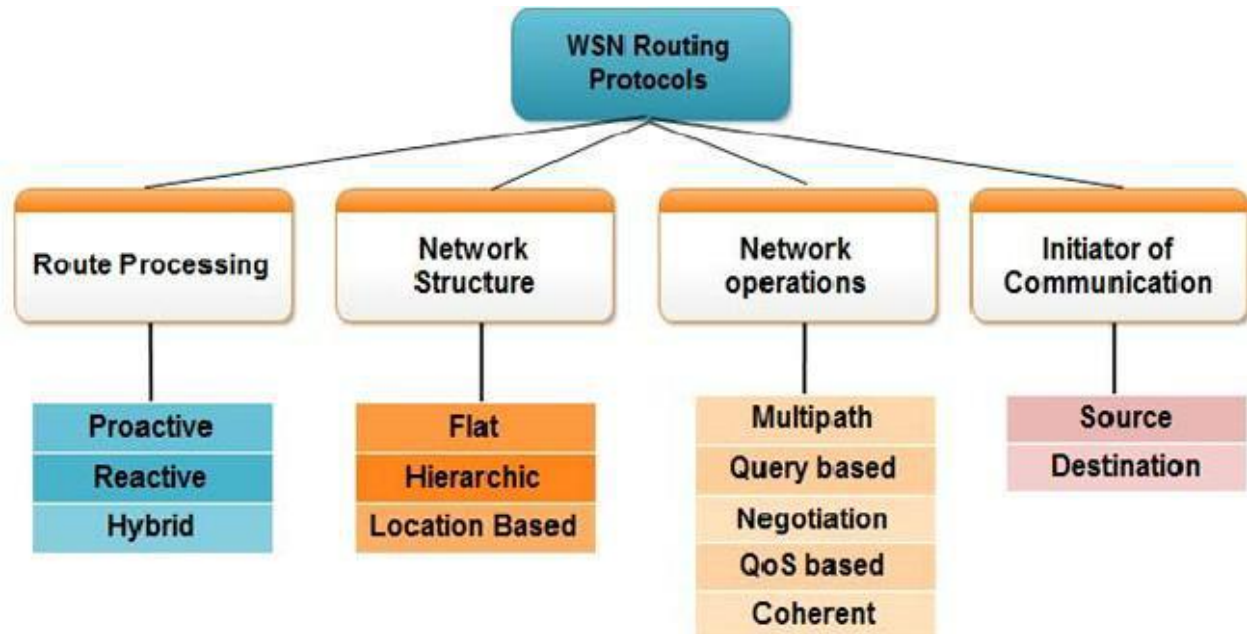 WSN Routing
Protocols
Route Processing
Network
Structure
Network
operations
Initiator of
Communication
Proactive
Reactive
Hybrid
Flat
Hierarchic
Location Based
Multipath
Query based
Negotiation
QoS based
Coherent
Source
Destination